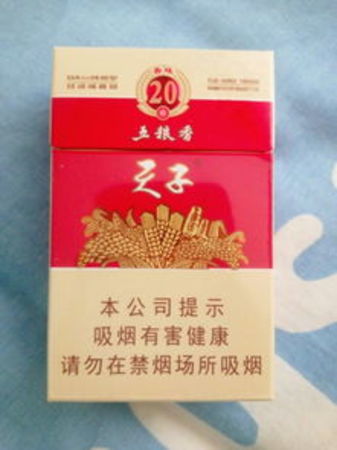 20
五粮香
天子
本公司提示
吸烟有害健康
请勿在禁烟场所吸烟